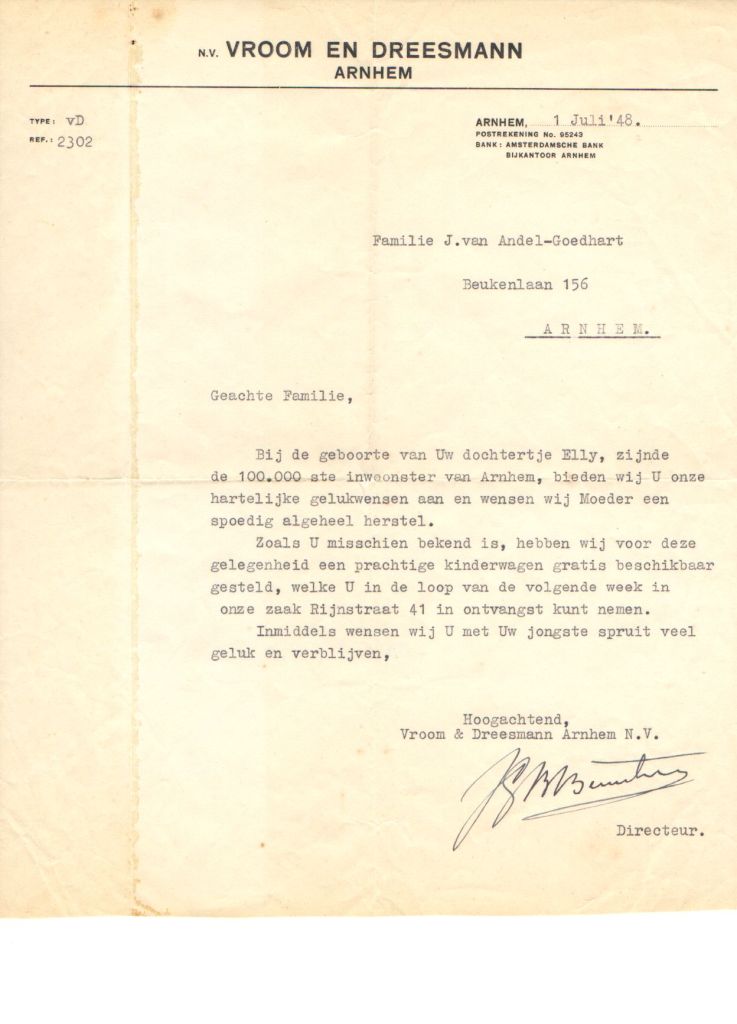 N.V. VROOM EN DREESMANN
ARNHEM
TYPE: vD
REF.: 2302
ARNHEM, 1 Juli '48.
POSTREKENING No. 95243
BANK: AMSTERDAMSCHE BANK
BIJKANTOOR ARNHEM
Familie J.van Andel-Goedhart
Beukenlaan 156
A R N H E M.
Geachte Familie,
Bij de geboorte van Uw dochtertje Elly, zijnde
de 100.000 ste inwoonster van Arnhem, bieden wij U onze
hartelijke gelukwensen aan en wensen wij Moeder een
spoedig algeheel herstel.
Zoals U misschien bekend is, hebben wij voor deze
gelegenheid een prachtige kinderwagen gratis beschikbaar
gesteld, welke U in de loop van de volgende week in
onze zaak Rijnstraat 41 in ontvangst kunt nemen.
Inmiddels wensen wij U met Uw jongste spruit veel
geluk en verblijven,
Hoogachtend,
Vroom & Dreesmann Arnhem N.V.
Directeur.